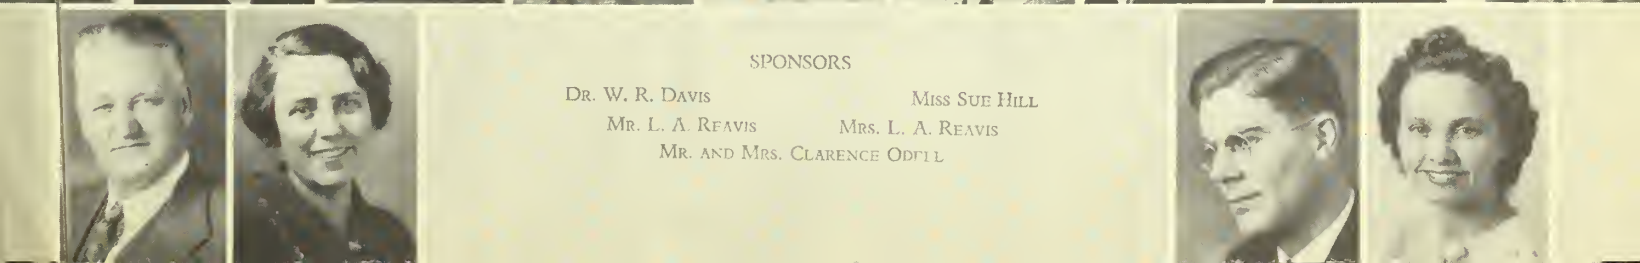 SPONSORS
DR. W. R. DAVIS MISS SUE HILL
MR. L. A. REAVIS MRS. L. A. REAVIS
MR. AND MRS. CLARENCE ODELL